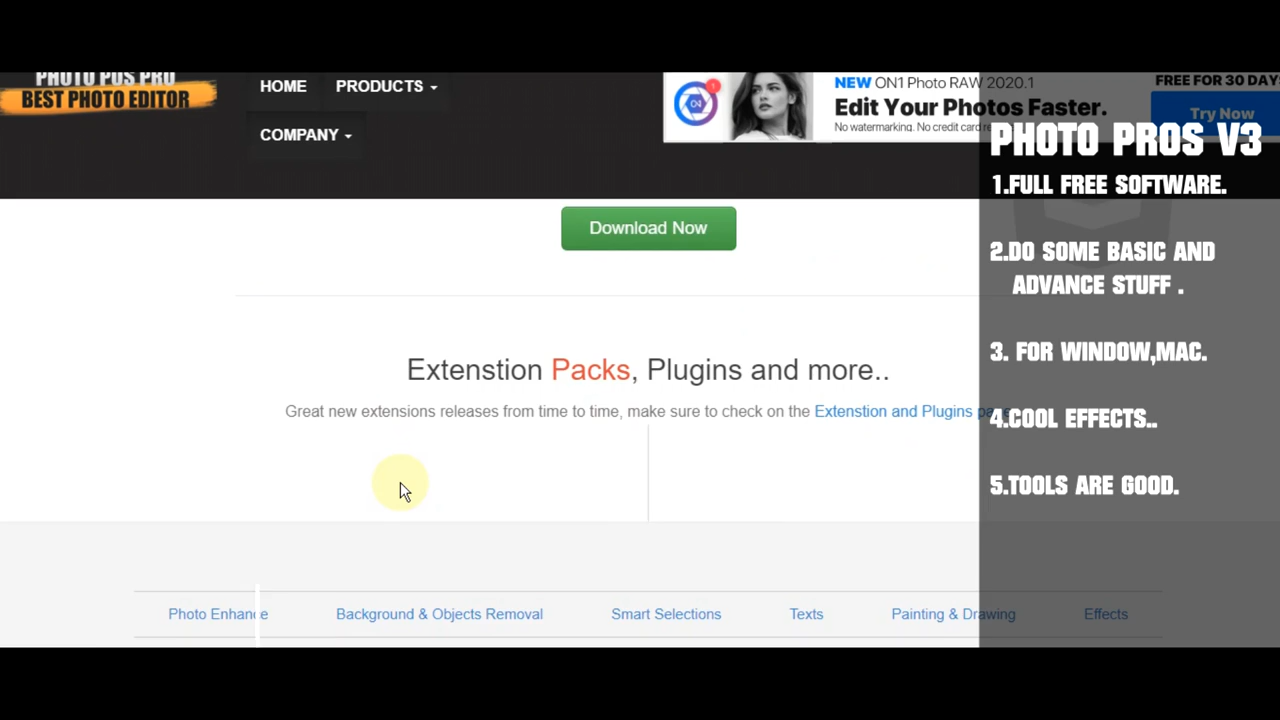 PHOTO POS PRO
BEST PHOTO EDITOR
HOME
PRODUCTS
COMPANY
NEW ON1 Photo RAW 2020.1
Edit Your Photos Faster.
No watermarking. No credit card re
FREE FOR 30 DAYS
Try Now
PHOTO PROS V3
1.FULL FREE SOFTWARE.
2.DO SOME BASIC AND
ADVANCE STUFF .
3. FOR WINDOW,MAC.
4.COOL EFFECTS..
5.TOOLS ARE GOOD.
Download Now
Extenstion Packs, Plugins and more..
Great new extensions releases from time to time, make sure to check on the Extenstion and Plugins
Photo Enhance
Background & Objects Removal
Smart Selections
Texts
Painting & Drawing
Effects